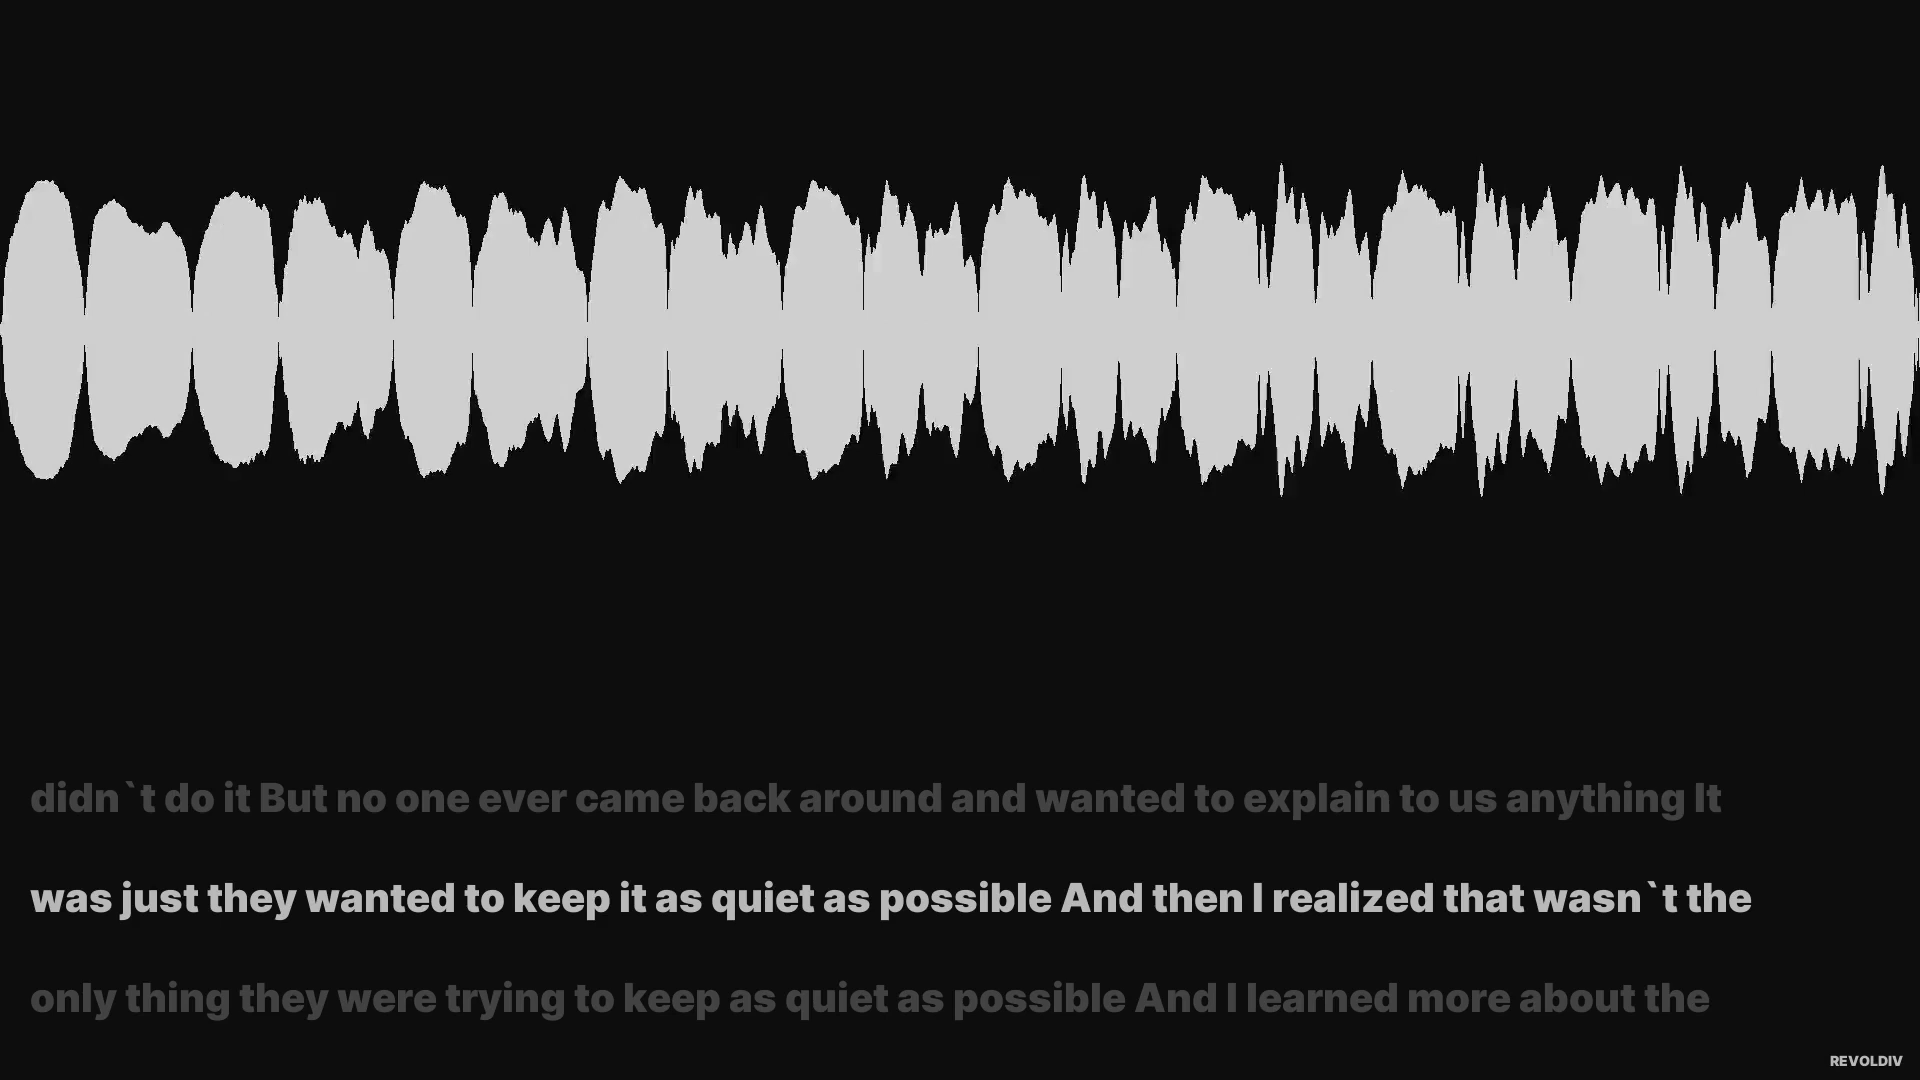 didn`t do it But no one ever came back around and wanted to explain to us anything It
was just they wanted to keep it as quiet as possible And then I realized that wasn`t the
only thing they were trying to keep as quiet as possible And I learned more about the
REVOLDIV